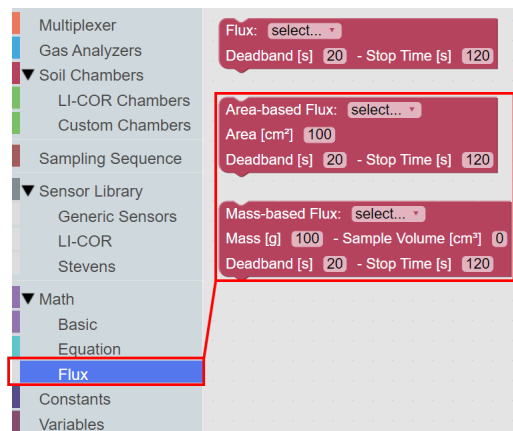 Multiplexer
Gas Analyzers
Soil Chambers
LI-COR Chambers
Custom Chambers
Sampling Sequence
Sensor Library
Generic Sensors
LI-COR
Stevens
Math
Basic
Equation
Flux
Constants
Variables
Flux: select...
Deadband [s] 20 - Stop Time [s] 120
Area-based Flux: select...
Area [cm²] 100
Deadband [s] 20 - Stop Time [s] 120
Mass-based Flux: select...
Mass [g] 100 - Sample Volume [cm³] 0
Deadband [s] 20 - Stop Time [s] 120